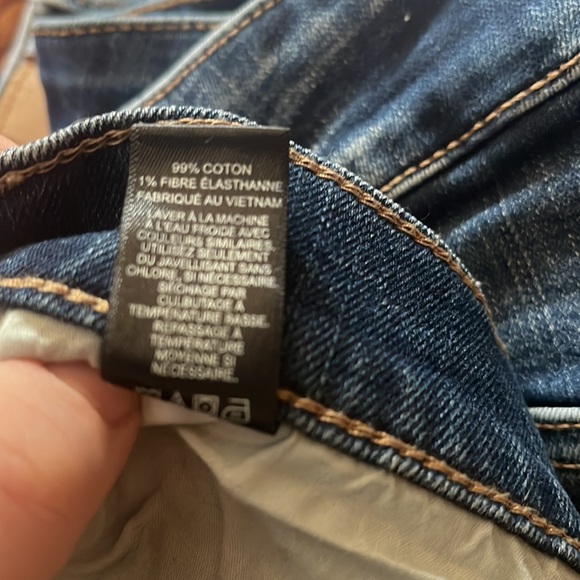 99% COTON
1% FIBRE ÉLASTHANNE
FABRIQUÉ AU VIETNAM
LAVER À LA MACHINE
À L'EAU FROIDE AVEC
COULEURS SIMILAIRES.
UTILISEZ SEULEMENT
DU JAVELLISANT SANS
CHLORE, SI NÉCESSAIRE.
SÉCHAGE PAR
CULBUTAGE À
TEMPÉRATURE BASSE.
REPASSAGE À
TEMPÉRATURE
MOYENNE SI
NÉCESSAIRE.